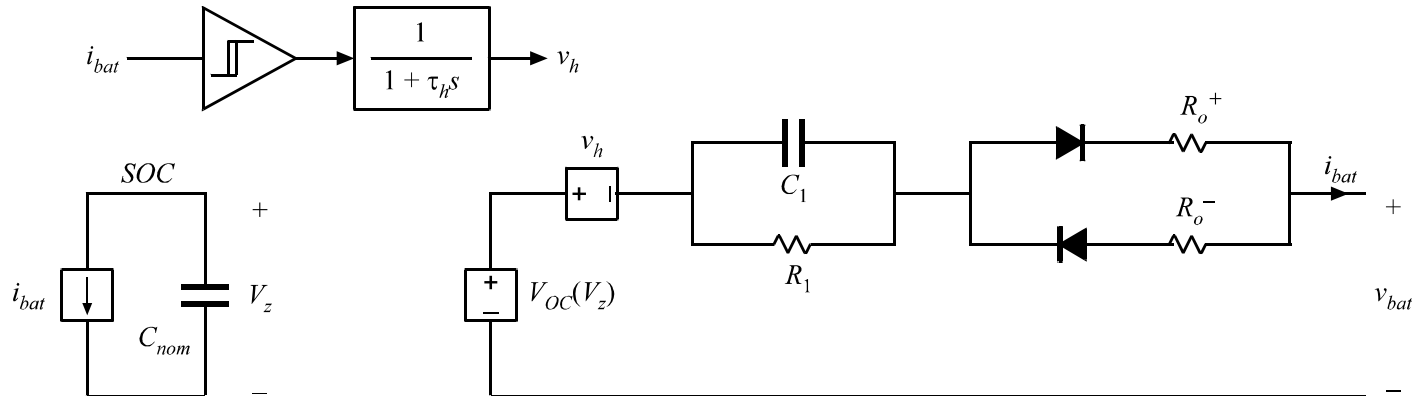 i_bat
1
1 + τ_h s
v_h
SOC
+
i_bat
V_z
C_nom
−
v_h
+ −
+
−
V_OC(V_z)
C_1
R_1
R_o^+
R_o^−
i_bat
+
v_bat
−